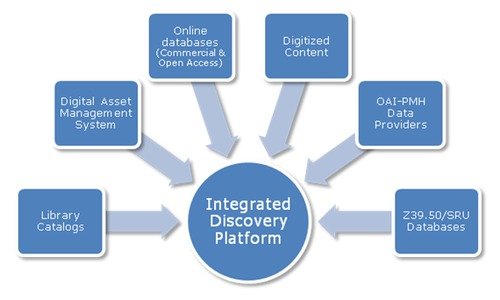 Online
databases
(Commercial &
Open Access)
Digitized
Content
Digital Asset
Management
System
OAI-PMH
Data
Providers
Library
Catalogs
Integrated
Discovery
Platform
Z39.50/SRU
Databases